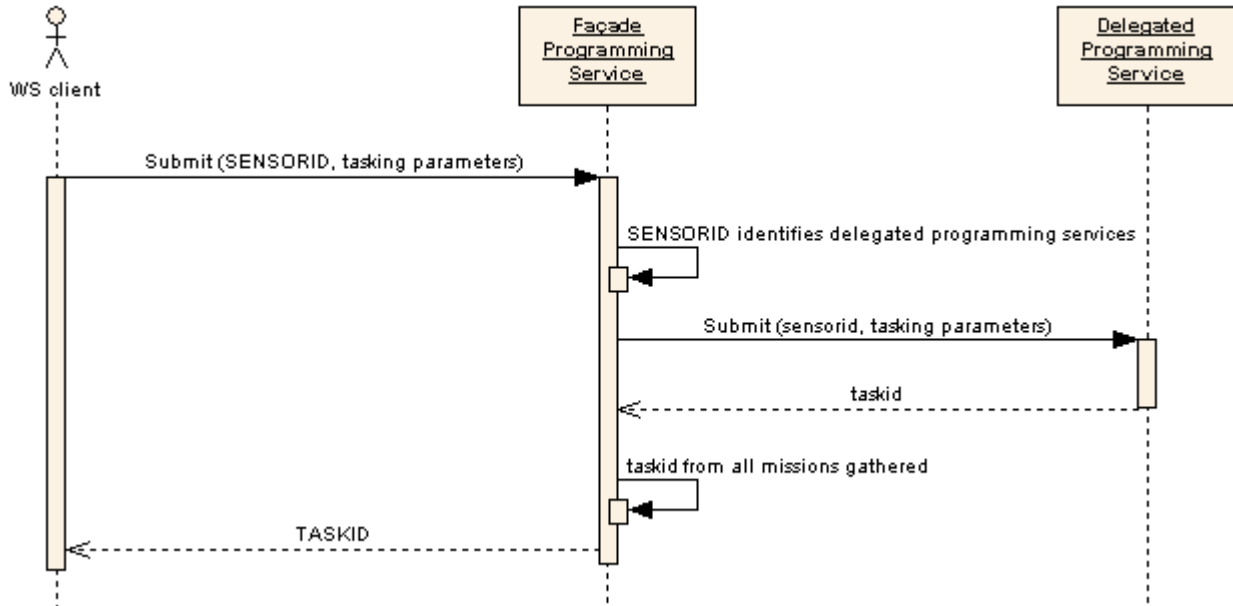 WS client
Façade
Programming
Service
Delegated
Programming
Service
Submit (SENSORID, tasking parameters)
SENSORID identifies delegated programming services
Submit (sensorid, tasking parameters)
taskid
taskid from all missions gathered
TASKID